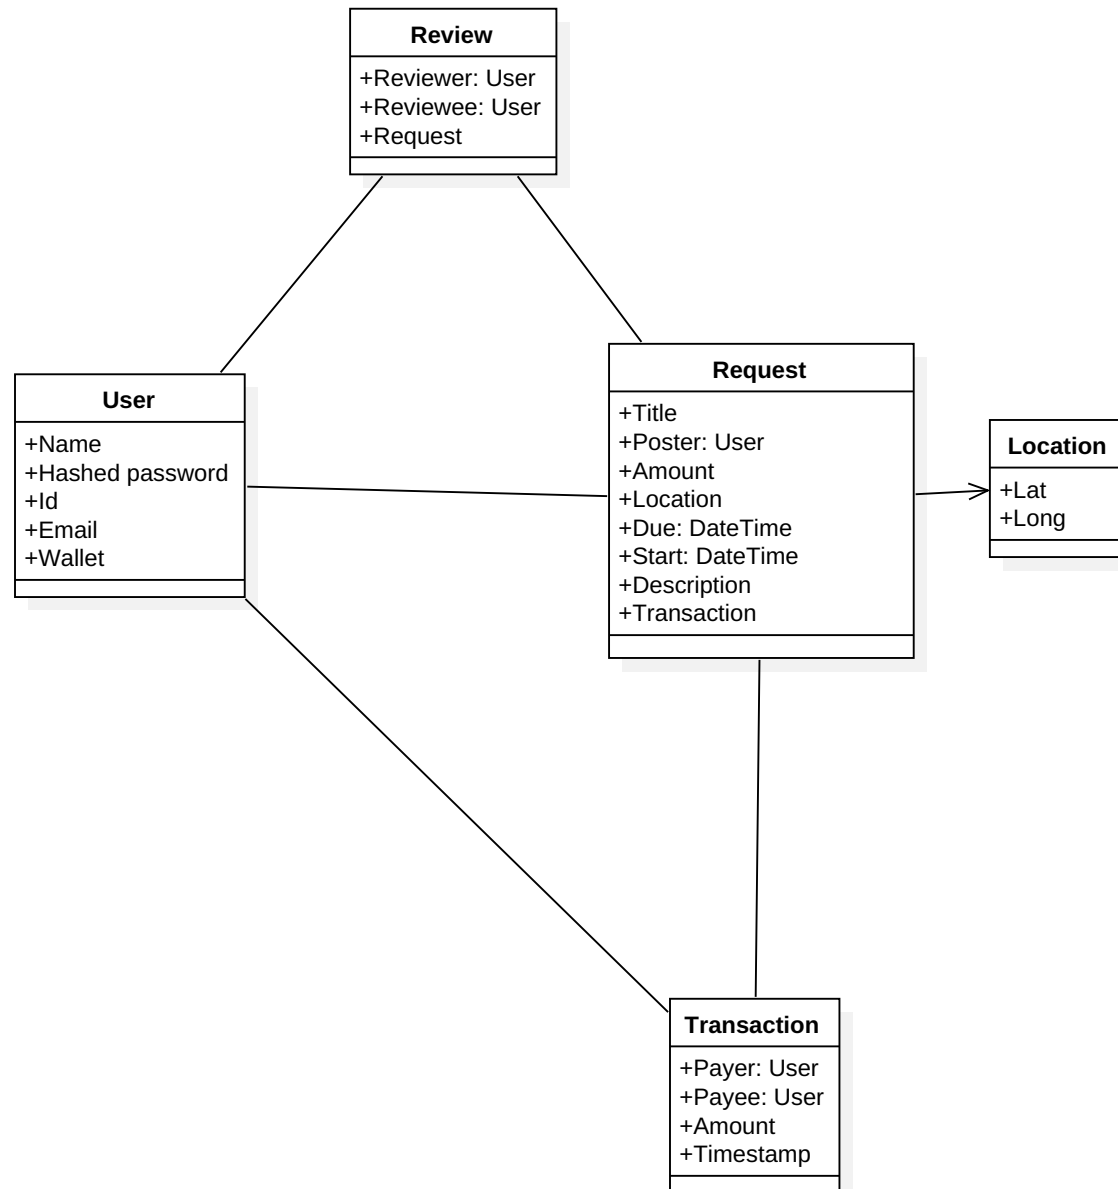 Review
+Reviewer: User
+Reviewee: User
+Request
User
+Name
+Hashed password
+Id
+Email
+Wallet
Request
+Title
+Poster: User
+Amount
+Location
+Due: DateTime
+Start: DateTime
+Description
+Transaction
Location
+Lat
+Long
Transaction
+Payer: User
+Payee: User
+Amount
+Timestamp